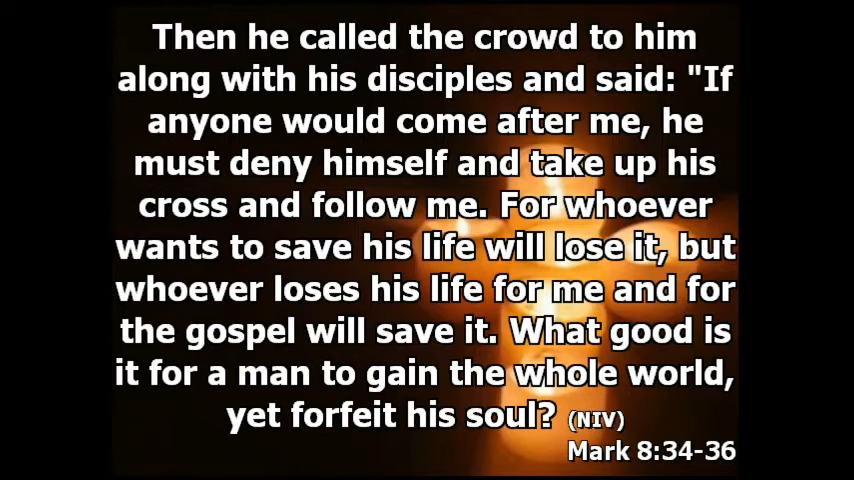 Then he called the crowd to him
along with his disciples and said: "If
anyone would come after me, he
must deny himself and take up his
cross and follow me. For whoever
wants to save his life will lose it, but
whoever loses his life for me and for
the gospel will save it. What good is
it for a man to gain the whole world,
yet forfeit his soul? (NIV)
Mark 8:34-36